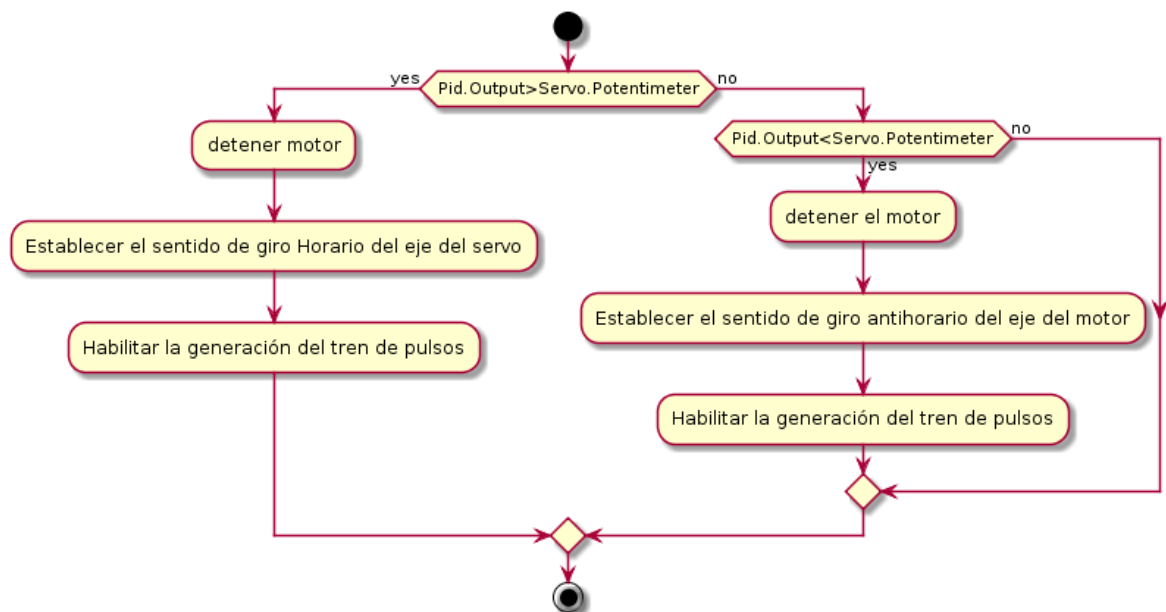 Pid.Output>Servo.Potentimeter
yes
no
detener motor
Establecer el sentido de giro Horario del eje del servo
Habilitar la generación del tren de pulsos
Pid.Output<Servo.Potentimeter
no
yes
detener el motor
Establecer el sentido de giro antihorario del eje del motor
Habilitar la generación del tren de pulsos